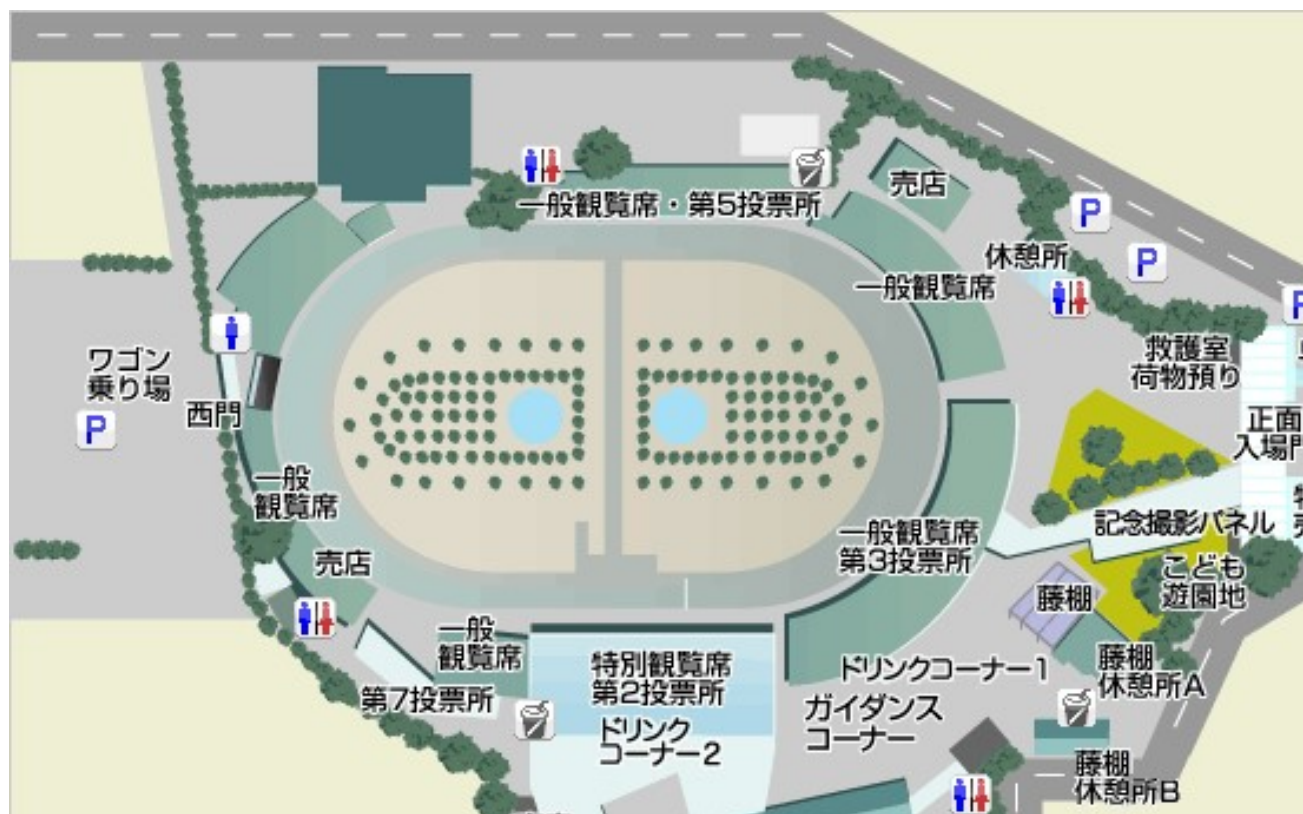 一般観覧席・第5投票所
売店
P
休憩所
P
一般観覧席
P
救護室
荷物預り
ワゴン
乗り場
西門
P
正面
入場門
一般
観覧席
記念撮影パネル
一般観覧席
第3投票所
売店
こども
遊園地
藤棚
一般
観覧席
特別観覧席
第2投票所
ドリンクコーナー1
藤棚
休憩所A
第7投票所
ガイダンス
コーナー
ドリンク
コーナー2
藤棚
休憩所B